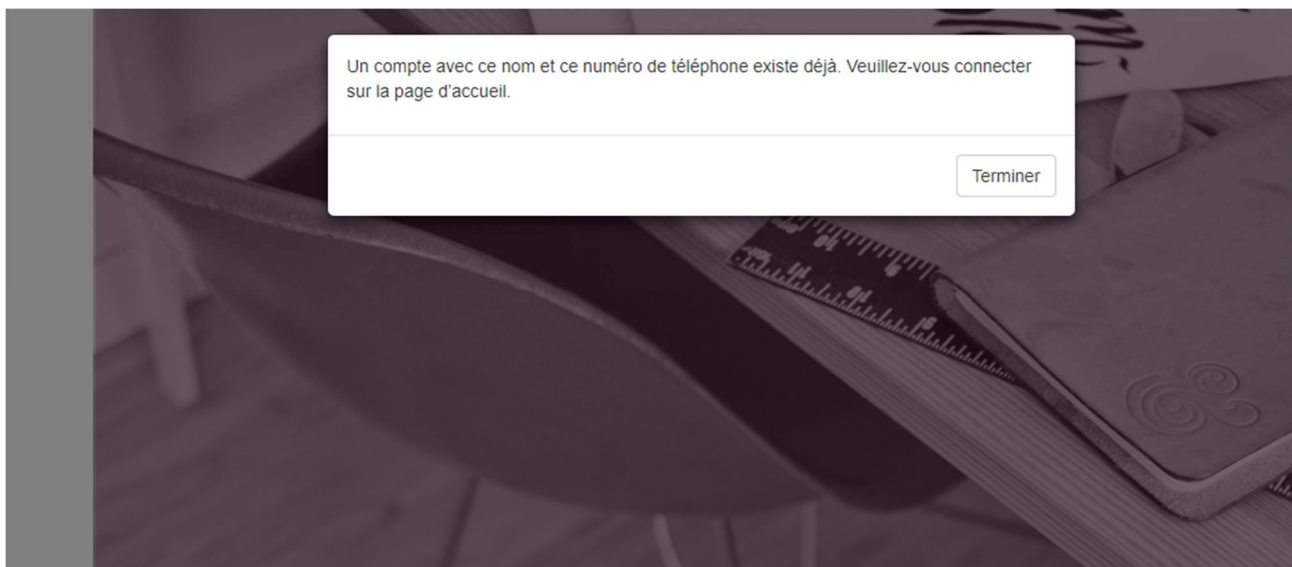 Un compte avec ce nom et ce numéro de téléphone existe déjà. Veuillez-vous connecter
sur la page d'accueil.
Terminer